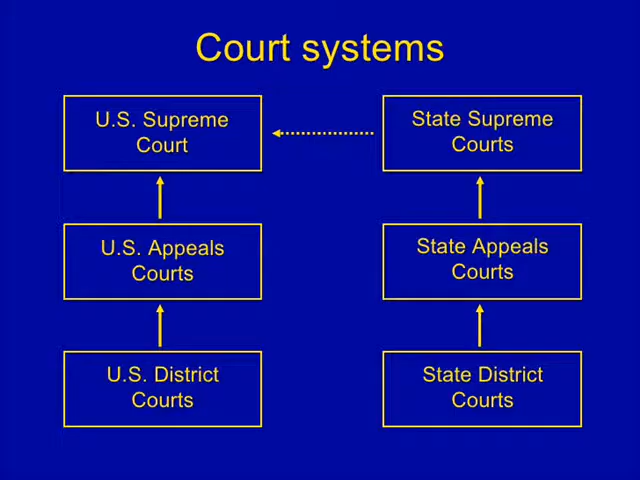 Court systems
U.S. Supreme
Court
State Supreme
Courts
U.S. Appeals
Courts
State Appeals
Courts
U.S. District
Courts
State District
Courts